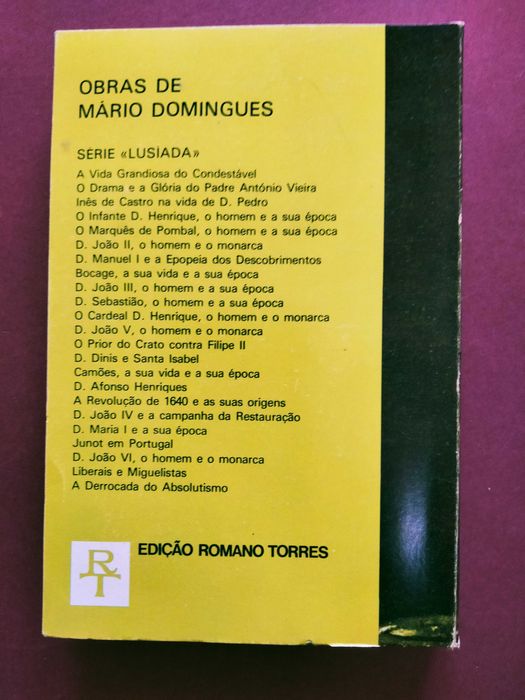 OBRAS DE
MÁRIO DOMINGUES
SÉRIE «LUSÍADA»
A Vida Grandiosa do Condestável
O Drama e a Glória do Padre António Vieira
Inês de Castro na vida de D. Pedro
O Infante D. Henrique, o homem e a sua época
O Marquês de Pombal, o homem e a sua época
D. João II, o homem e o monarca
D. Manuel I e a Epopeia dos Descobrimentos
Bocage, a sua vida e a sua época
D. João III, o homem e a sua época
D. Sebastião, o homem e a sua época
O Cardeal D. Henrique, o homem e o monarca
D. João V, o homem e o monarca
O Prior do Crato contra Filipe II
D. Dinis e Santa Isabel
Camões, a sua vida e a sua época
D. Afonso Henriques
A Revolução de 1640 e as suas origens
D. João IV e a campanha da Restauração
D. Maria I e a sua época
Junot em Portugal
D. João VI, o homem e o monarca
Liberais e Miguelistas
A Derrocada do Absolutismo
RT
EDIÇÃO ROMANO TORRES